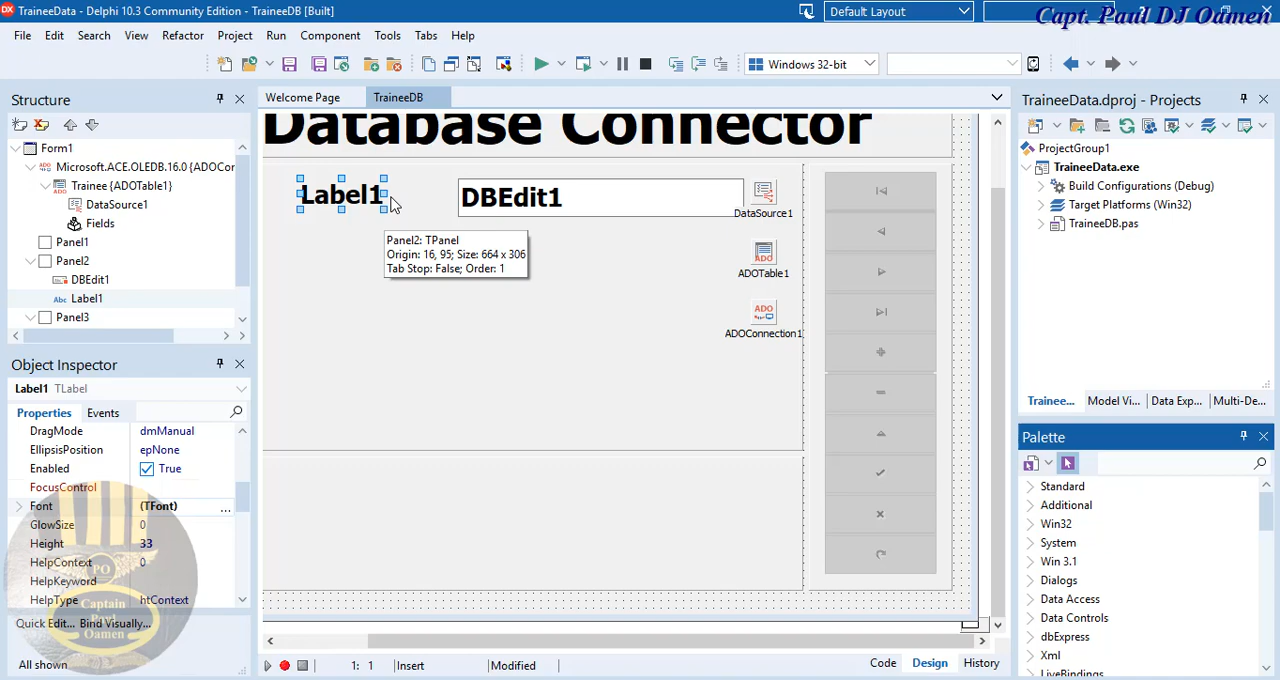 TraineeData - Delphi 10.3 Community Edition - TraineeDB [Built]
Default Layout
Capt. Paul DJ Oamen
File Edit Search View Refactor Project Run Component Tools Tabs Help
Windows 32-bit
Structure
Form1
Microsoft.ACE.OLEDB.16.0 {ADOCor
Trainee {ADOTable1}
DataSource1
Fields
Panel1
Panel2
DBEdit1
Label1
Panel3
Object Inspector
Label1 TLabel
Properties Events
DragMode dmManual
EllipsisPosition epNone
Enabled True
FocusControl
Font (TFont) ...
GlowSize 0
Height 33
HelpContext 0
HelpKeyword
HelpType htContext
Quick Edit... Bind Visually...
All shown
PO
Captain
Paul
Oamen
Welcome Page TraineeDB
Database Connector
Label1
DBEdit1
DataSource1
Panel2: TPanel
Origin: 16, 95; Size: 664 x 306
Tab Stop: False; Order: 1
ADOTable1
ADOConnection1
1: 1 Insert Modified
Code Design History
TraineeData.dproj - Projects
ProjectGroup1
TraineeData.exe
Build Configurations (Debug)
Target Platforms (Win32)
TraineeDB.pas
Trainee... Model Vi... Data Exp... Multi-De...
Palette
Standard
Additional
Win32
System
Win 3.1
Dialogs
Data Access
Data Controls
dbExpress
Xml
LiveBindings